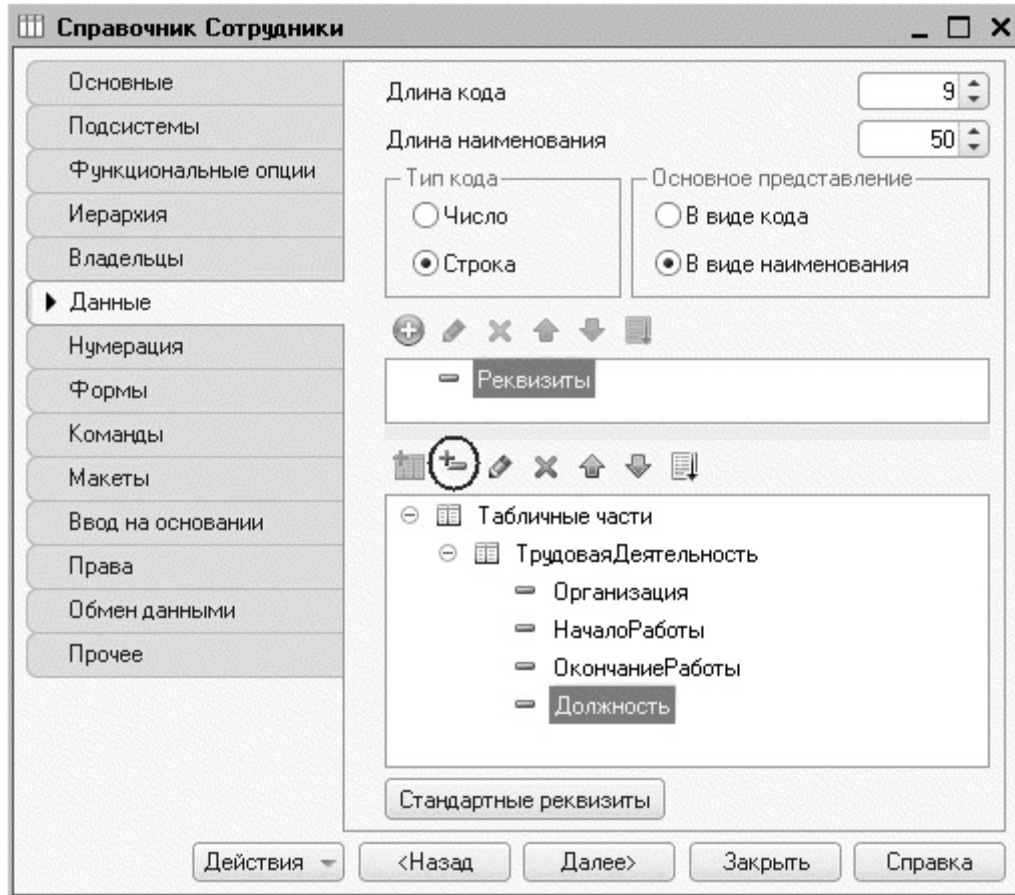 Справочник Сотрудники
Основные
Подсистемы
Функциональные опции
Иерархия
Владельцы
Данные
Нумерация
Формы
Команды
Макеты
Ввод на основании
Права
Обмен данными
Прочее
Длина кода 9
Длина наименования 50
Тип кода
Число
Строка
Основное представление
В виде кода
В виде наименования
Реквизиты
Табличные части
ТрудоваяДеятельность
Организация
НачалоРаботы
ОкончаниеРаботы
Должность
Стандартные реквизиты
Действия <Назад Далее> Закрыть Справка